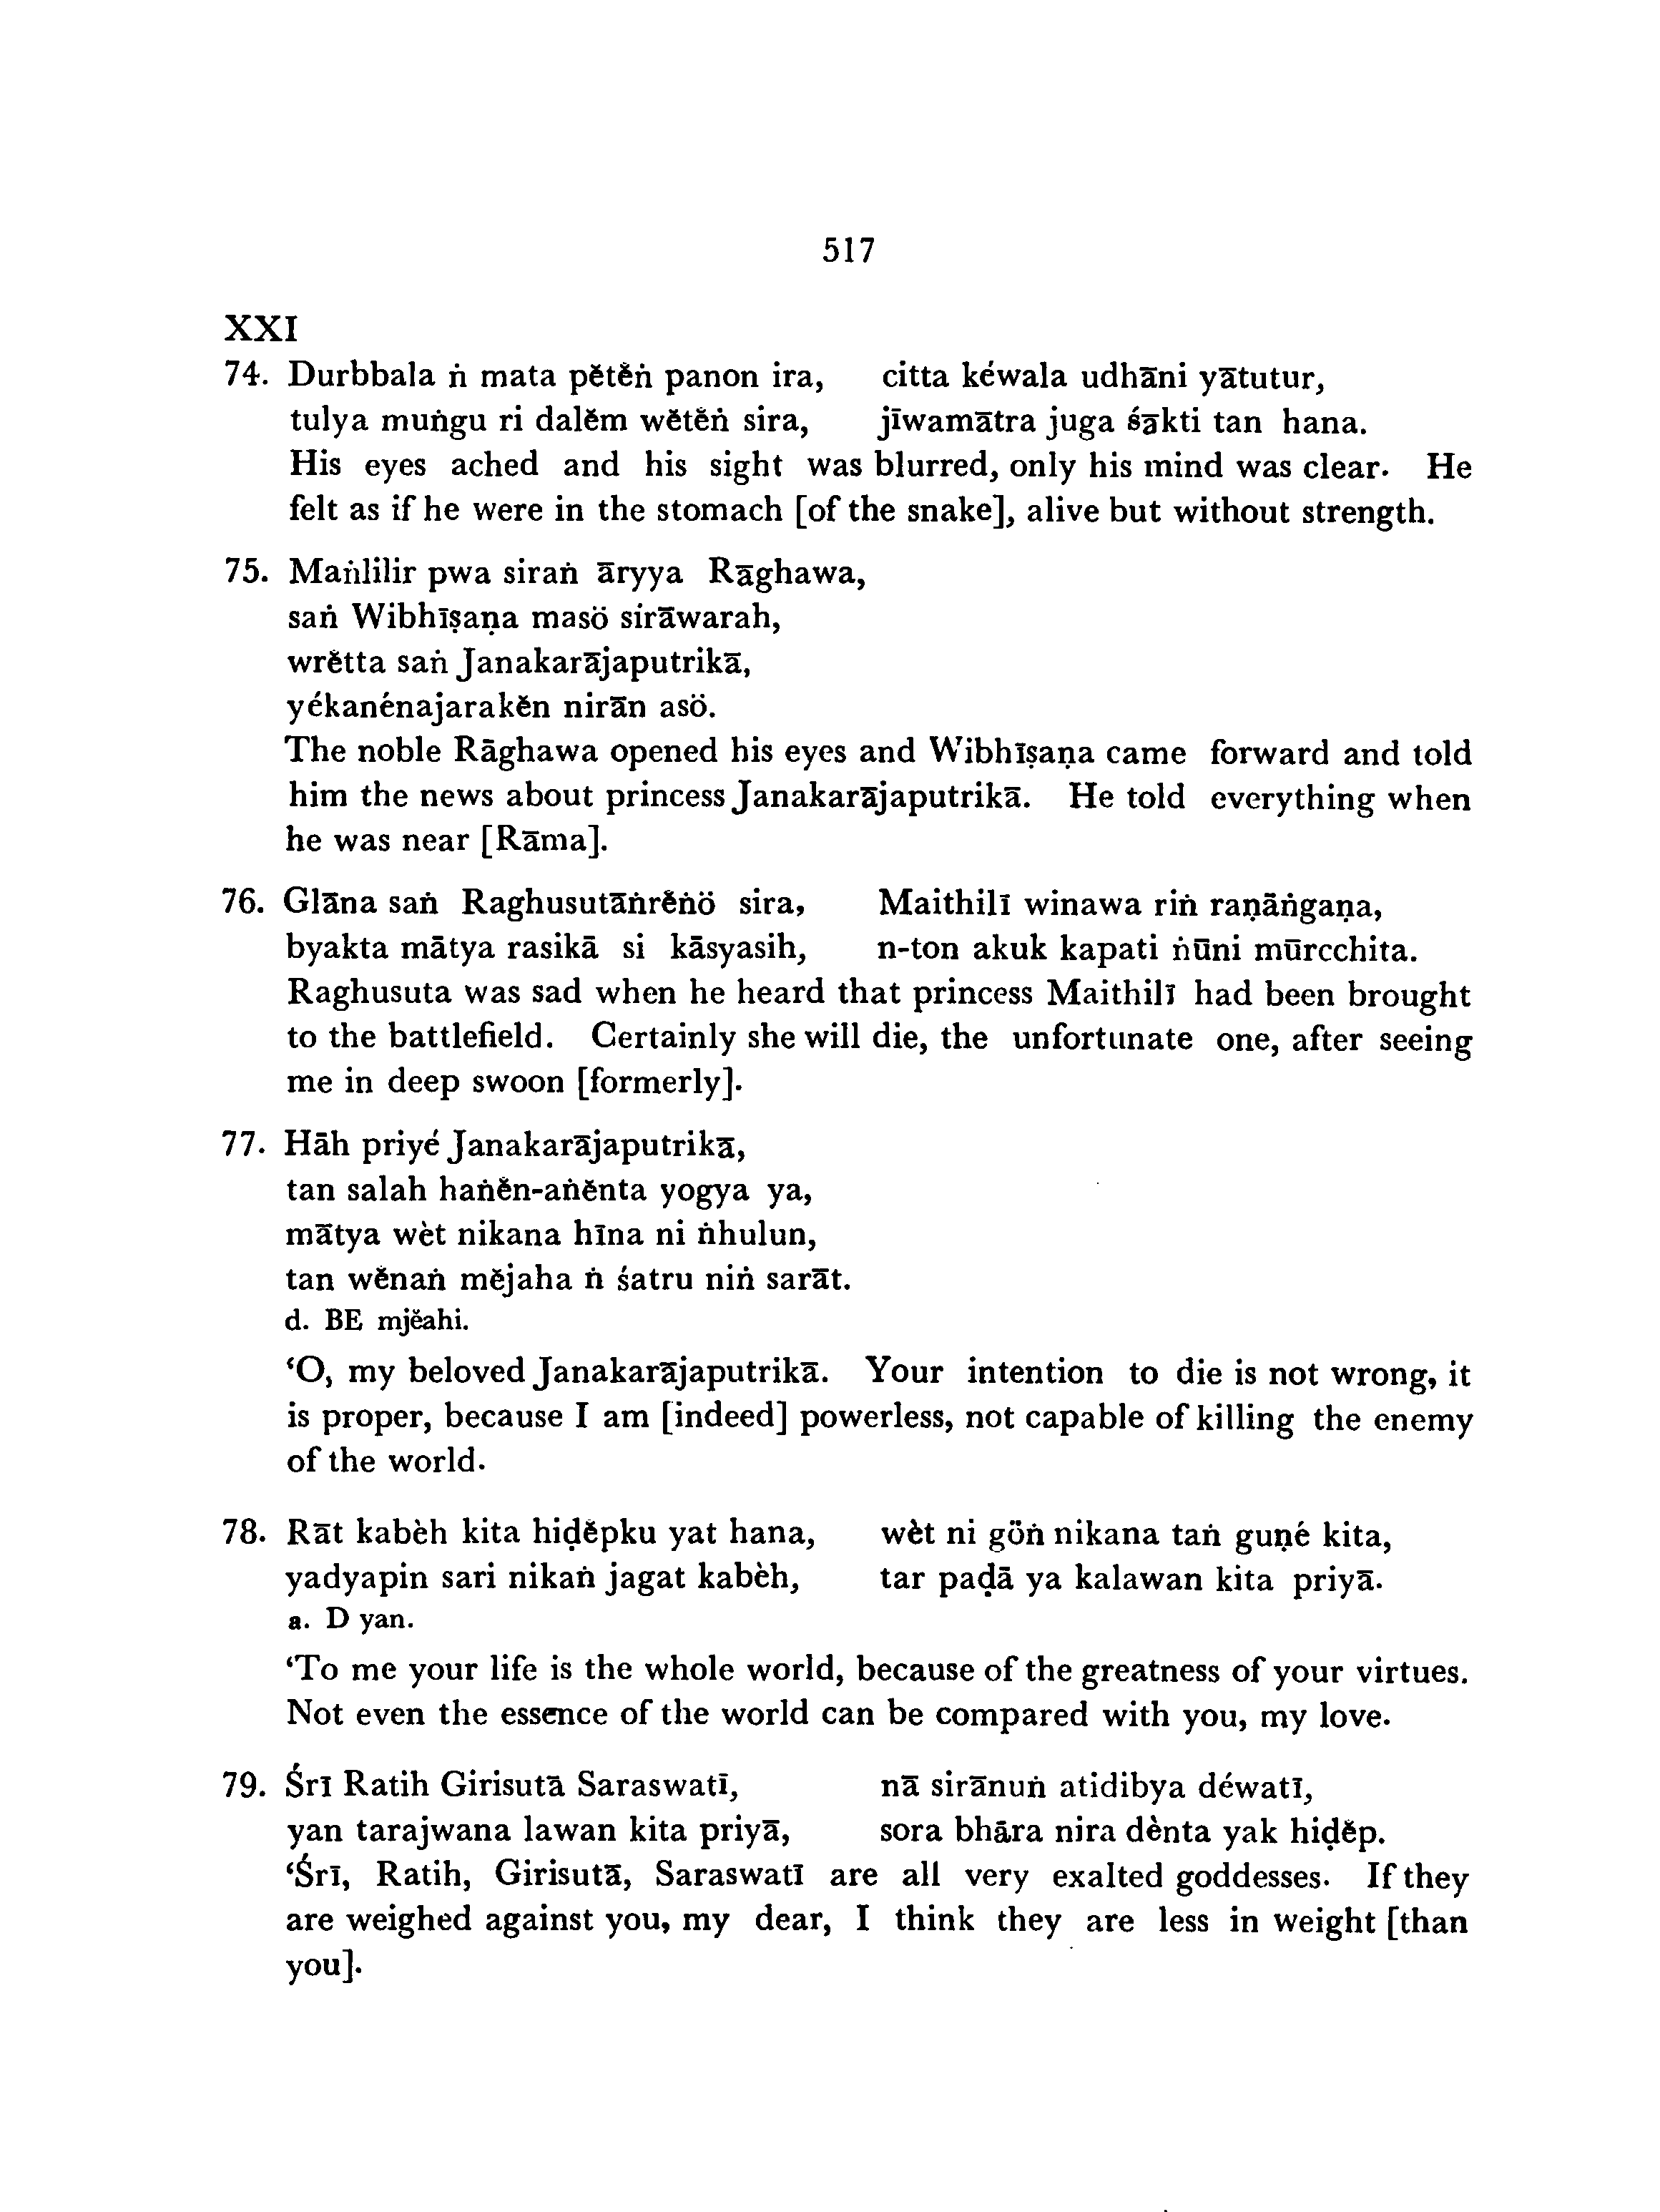 517
XXI
74. Durbbala ṅ mata pĕtĕṅ panon ira, citta kéwala udhāni yātutur,
tulya muṅgu ri dalĕm wĕtĕṅ sira, jīwamātra juga śākti tan hana.
His eyes ached and his sight was blurred, only his mind was clear. He
felt as if he were in the stomach [of the snake], alive but without strength.
75. Maṅlilir pwa siraṅ āryya Rāghawa,
saṅ Wibhīṣaṇa masö sirāwarah,
wrĕtta saṅ Janakarājaputrikā,
yékanénajarakĕn nirān asö.
The noble Rāghawa opened his eyes and Wibhīṣaṇa came forward and told
him the news about princess Janakarājaputrikā. He told everything when
he was near [Rāma].
76. Glāna saṅ Raghusutāṅrĕṅö sira, Maithilī winawa riṅ raṇāṅgaṇa,
byakta mātya rasikā si kāsyasih, n-ton akuk kapati ṅūni mūrcchita.
Raghusuta was sad when he heard that princess Maithilī had been brought
to the battlefield. Certainly she will die, the unfortunate one, after seeing
me in deep swoon [formerly].
77. Hāh priyé Janakarājaputrikā,
tan salah haṅĕn-aṅĕnta yogya ya,
mātya wèt nikana hīna ni ṅhulun,
tan wĕnaṅ mĕjaha ṅ śatru niṅ sarāt.
d. BE mjĕahi.
‘O, my beloved Janakarājaputrikā. Your intention to die is not wrong, it
is proper, because I am [indeed] powerless, not capable of killing the enemy
of the world.
78. Rāt kabèh kita hiḍĕpku yat hana, wèt ni göṅ nikana taṅ guṇé kita,
yadyapin sari nikaṅ jagat kabèh, tar paḍā ya kalawan kita priyā.
a. D yan.
‘To me your life is the whole world, because of the greatness of your virtues.
Not even the essence of the world can be compared with you, my love.
79. Śrī Ratih Girisutā Saraswatī, nā sirānuṅ atidibya déwatī,
yan tarajwana lawan kita priyā, sora bhāra nira dènta yak hiḍĕp.
‘Śrī, Ratih, Girisutā, Saraswatī are all very exalted goddesses. If they
are weighed against you, my dear, I think they are less in weight [than
you].